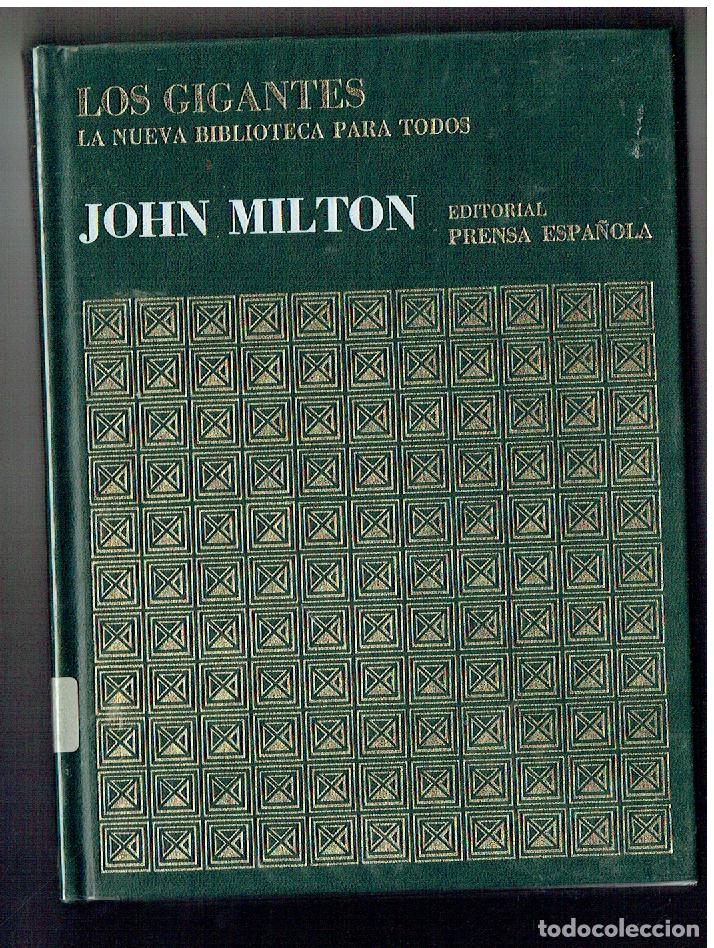 LOS GIGANTES
LA NUEVA BIBLIOTECA PARA TODOS
JOHN MILTON
EDITORIAL
PRENSA ESPAÑOLA
todocoleccion